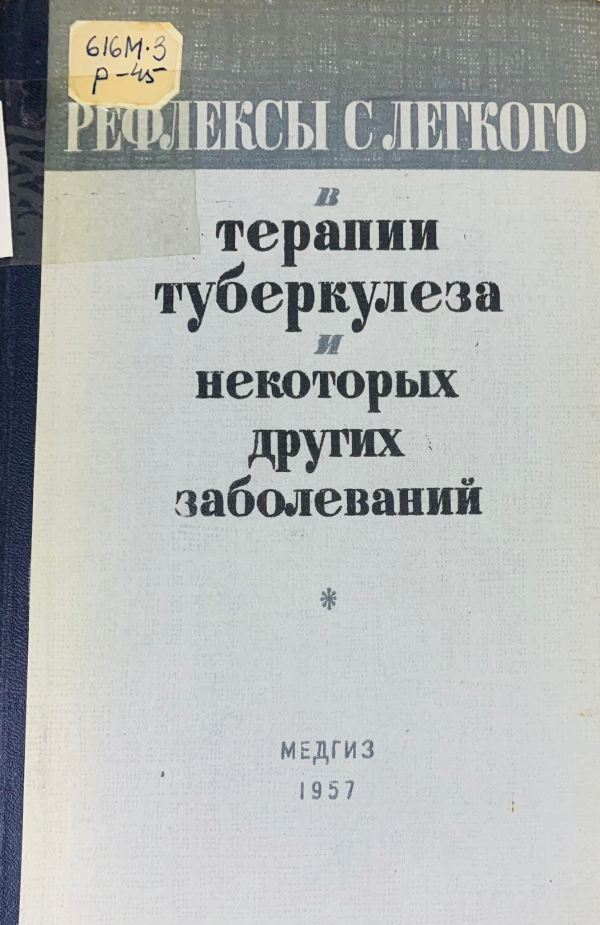 616М·3
Р-45
РЕФЛЕКСЫ С ЛЕГКОГО
в
терапии
туберкулеза
и
некоторых
других
заболеваний
*
МЕДГИЗ
1957